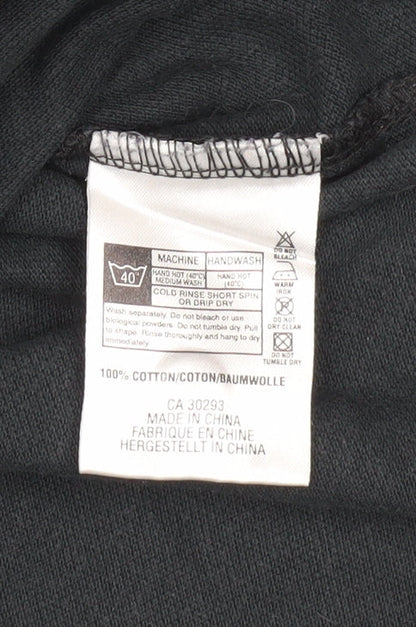 MACHINE HANDWASH
40° HAND HOT (40°C) HAND HOT
MEDIUM WASH (40°C)
COLD RINSE SHORT SPIN
OR DRIP DRY
Wash separately. Do not bleach or use
biological powders. Do not tumble dry. Pull
to shape. Rinse thoroughly and hang to dry
immediately.
DO NOT
BLEACH
WARM
IRON
DO NOT
DRY CLEAN
DO NOT
TUMBLE DRY
100% COTTON/COTON/BAUMWOLLE
CA 30293
MADE IN CHINA
FABRIQUE EN CHINE
HERGESTELLT IN CHINA